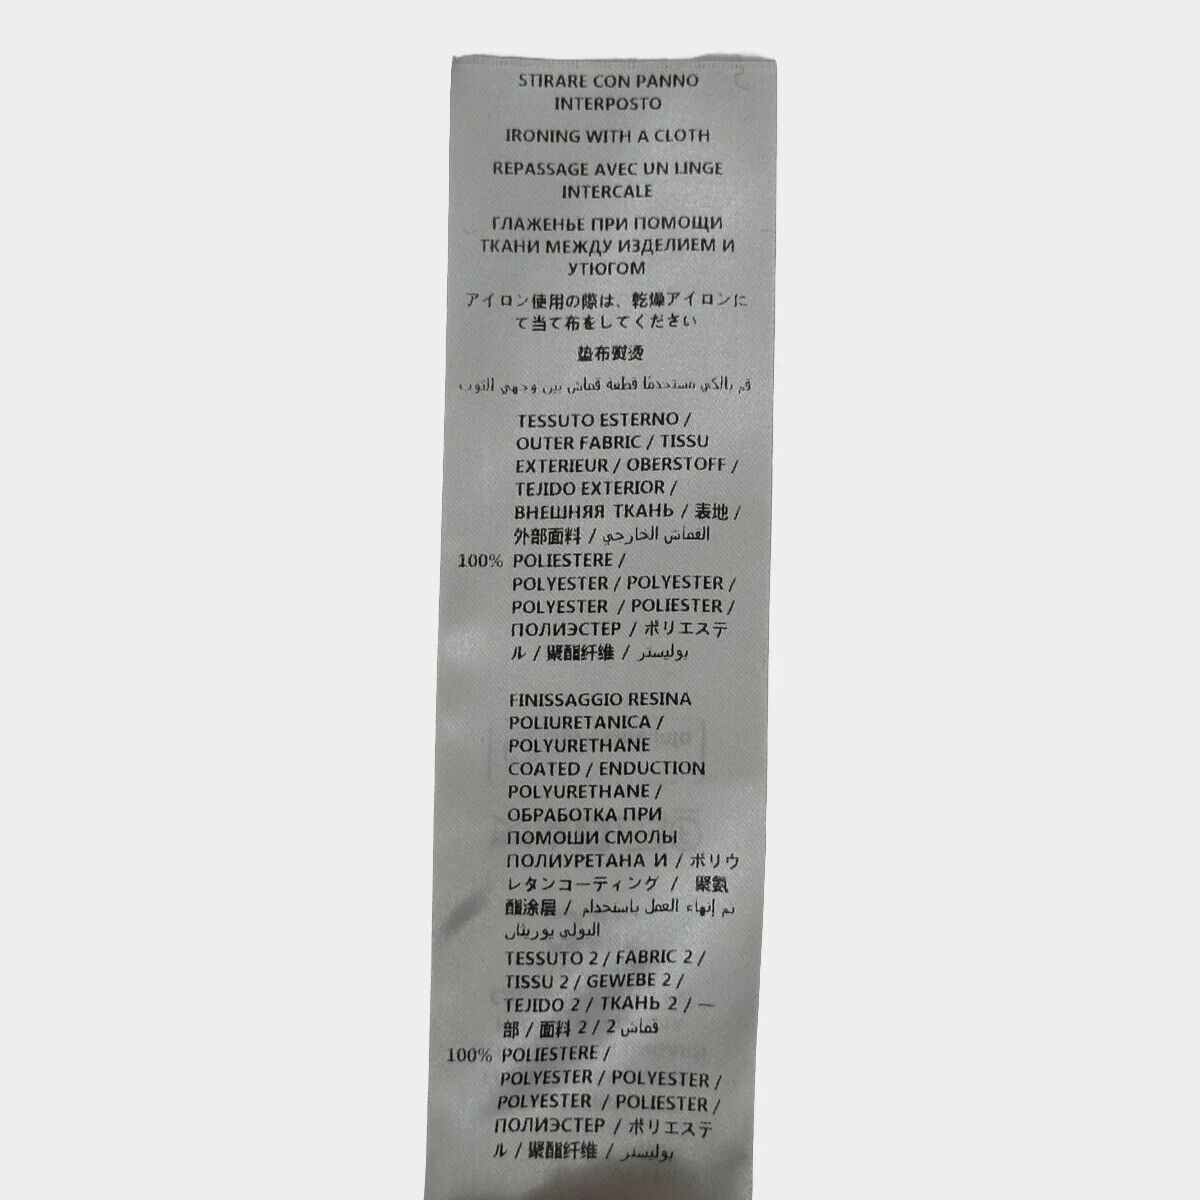 STIRARE CON PANNO
INTERPOSTO
IRONING WITH A CLOTH
REPASSAGE AVEC UN LINGE
INTERCALE
ГЛАЖЕНЬЕ ПРИ ПОМОЩИ
ТКАНИ МЕЖДУ ИЗДЕЛИЕМ И
УТЮГОМ
アイロン使用の際は、乾燥アイロンに
て当て布をしてください
垫布熨烫
قم بالكي مستخدمًا قطعة قماش بين وجهي الثوب
TESSUTO ESTERNO /
OUTER FABRIC / TISSU
EXTERIEUR / OBERSTOFF /
TEJIDO EXTERIOR /
ВНЕШНЯЯ ТКАНЬ / 表地 /
外部面料 / القماش الخارجي
100% POLIESTERE /
POLYESTER / POLYESTER /
POLYESTER / POLIESTER /
ПОЛИЭСТЕР / ポリエステ
ル / 聚酯纤维 / بوليستر
FINISSAGGIO RESINA
POLIURETANICA /
POLYURETHANE
COATED / ENDUCTION
POLYURETHANE /
ОБРАБОТКА ПРИ
ПОМОШИ СМОЛЫ
ПОЛИУРЕТАНА И / ポリウ
レタンコーティング / 聚氨
酯涂层 / تم إنهاء العمل باستخدام
البولي يوريثان
TESSUTO 2 / FABRIC 2 /
TISSU 2 / GEWEBE 2 /
TEJIDO 2 / ТКАНЬ 2 / 一
部 / 面料 2 / 2 قماش
100% POLIESTERE /
POLYESTER / POLYESTER /
POLYESTER / POLIESTER /
ПОЛИЭСТЕР / ポリエステ
ル / 聚酯纤维 / بوليستر